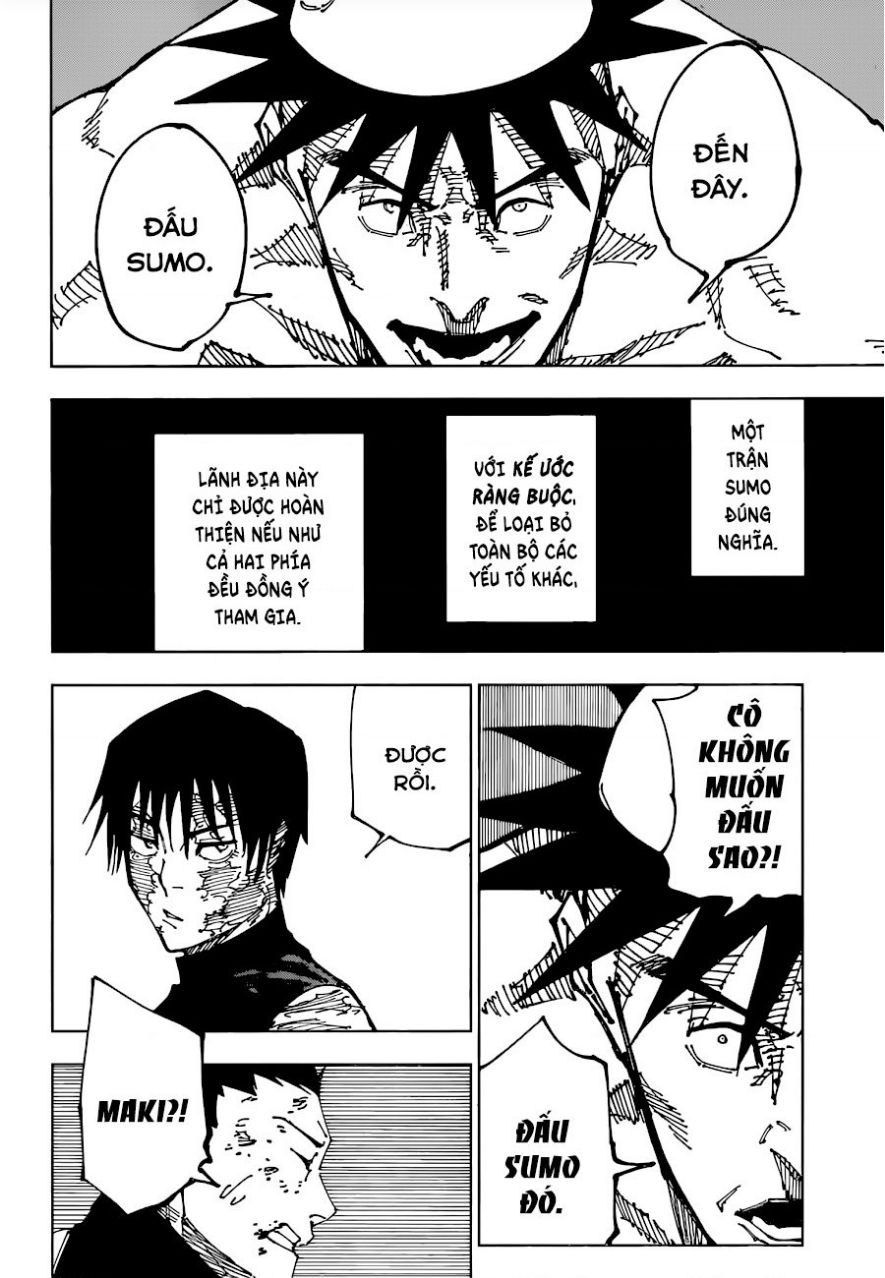 ĐẾN
ĐÂY.
ĐẤU
SUMO.
MỘT
TRẬN
SUMO
ĐÚNG
NGHĨA.
VỚI KẾ ƯỚC
RÀNG BUỘC,
ĐỂ LOẠI BỎ
TOÀN BỘ CÁC
YẾU TỐ KHÁC,
LÃNH ĐỊA NÀY
CHỈ ĐƯỢC HOÀN
THIỆN NẾU NHƯ
CẢ HAI PHÍA
ĐỀU ĐỒNG Ý
THAM GIA.
CÔ
KHÔNG
MUỐN
ĐẤU
SAO?!
ĐẤU
SUMO
ĐÓ.
ĐƯỢC
RỒI.
MAKI?!